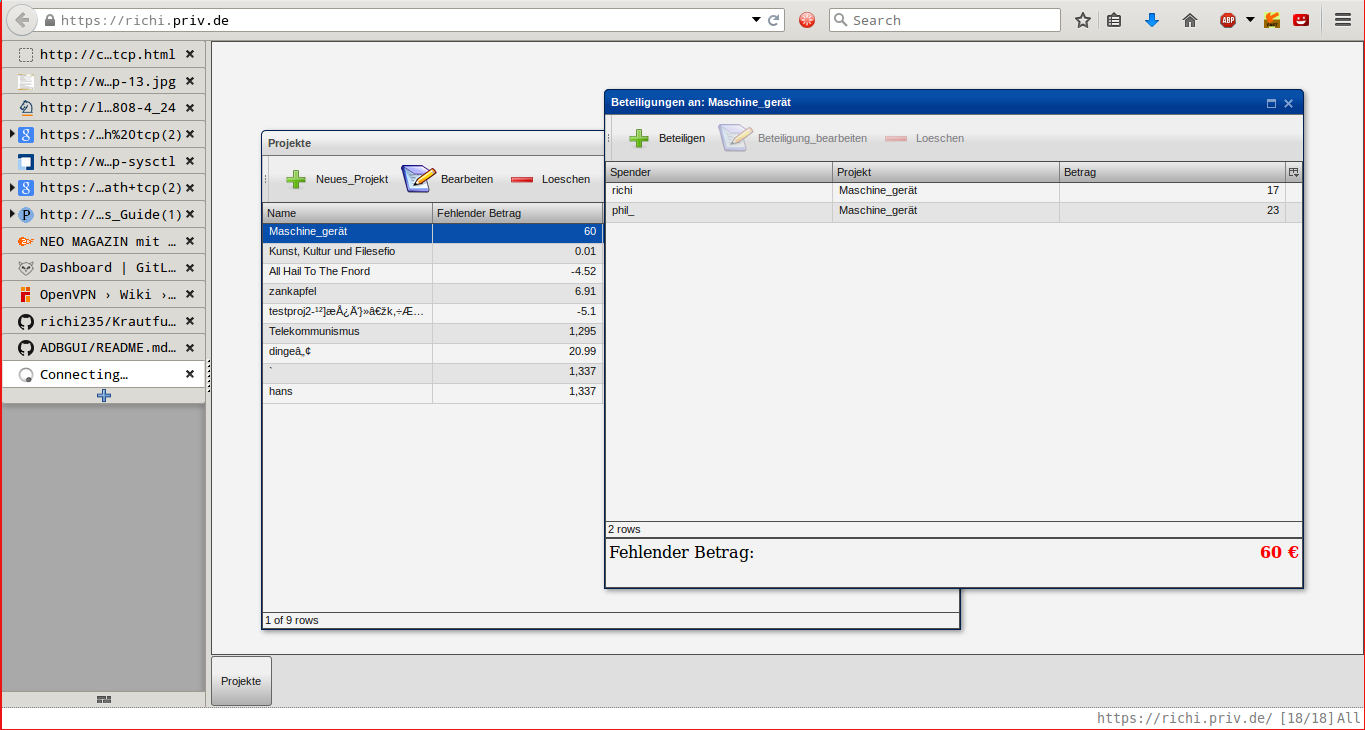 https://richi.priv.de
Search
ABP
http://c…tcp.html
http://w…p-13.jpg
http://l…808-4_24
https:/…h%20tcp(2)
http://w…p-sysctl
https:/…ath+tcp(2)
http://…s_Guide(1)
NEO MAGAZIN mit …
Dashboard | GitL…
OpenVPN › Wiki ›…
richi235/Krautfu…
ADBGUI/README.md…
Connecting…
Projekte
Neues_Projekt Bearbeiten Loeschen
Name Fehlender Betrag
Maschine_gerät 60
Kunst, Kultur und Filesefio 0.01
All Hail To The Fnord -4.52
zankapfel 6.91
testproj2-¹²]æÅ¿Ä'}»â€žk,÷Æ… -5.1
Telekommunismus 1,295
dingeâ„¢ 20.99
` 1,337
hans 1,337
1 of 9 rows
Beteiligungen an: Maschine_gerät
Beteiligen Beteiligung_bearbeiten Loeschen
Spender Projekt Betrag
richi Maschine_gerät 17
phil_ Maschine_gerät 23
2 rows
Fehlender Betrag: 60 €
Projekte
https://richi.priv.de/ [18/18] All